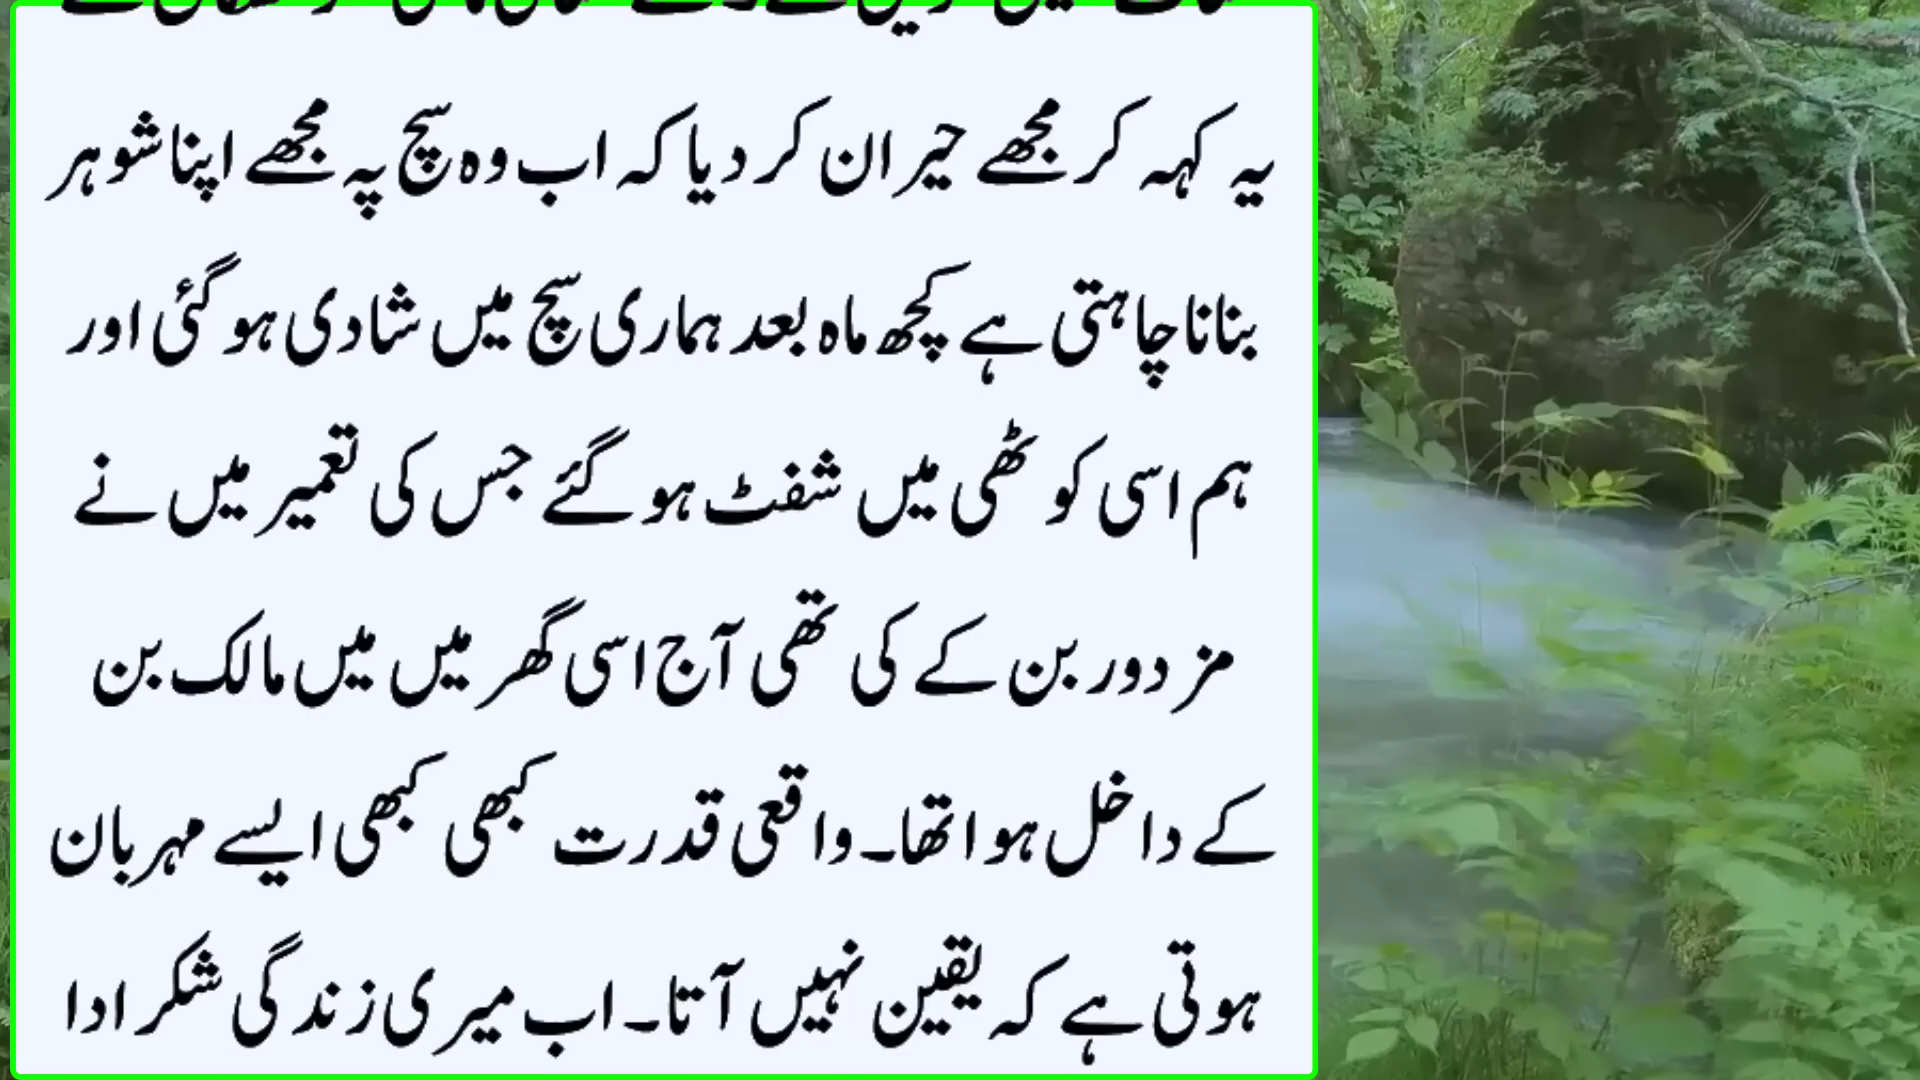 یہ کہہ کر مجھے حیران کر دیا کہ اب وہ سچ پہ مجھے اپنا شوہر
بنانا چاہتی ہے کچھ ماہ بعد ہماری سچ میں شادی ہو گئی اور
ہم اسی کوٹھی میں شفٹ ہو گئے جس کی تعمیر میں نے
مزدور بن کے کی تھی آج اسی گھر میں میں مالک بن
کے داخل ہوا تھا۔ واقعی قدرت کبھی کبھی ایسے مہربان
ہوتی ہے کہ یقین نہیں آتا۔ اب میری زندگی شکر ادا